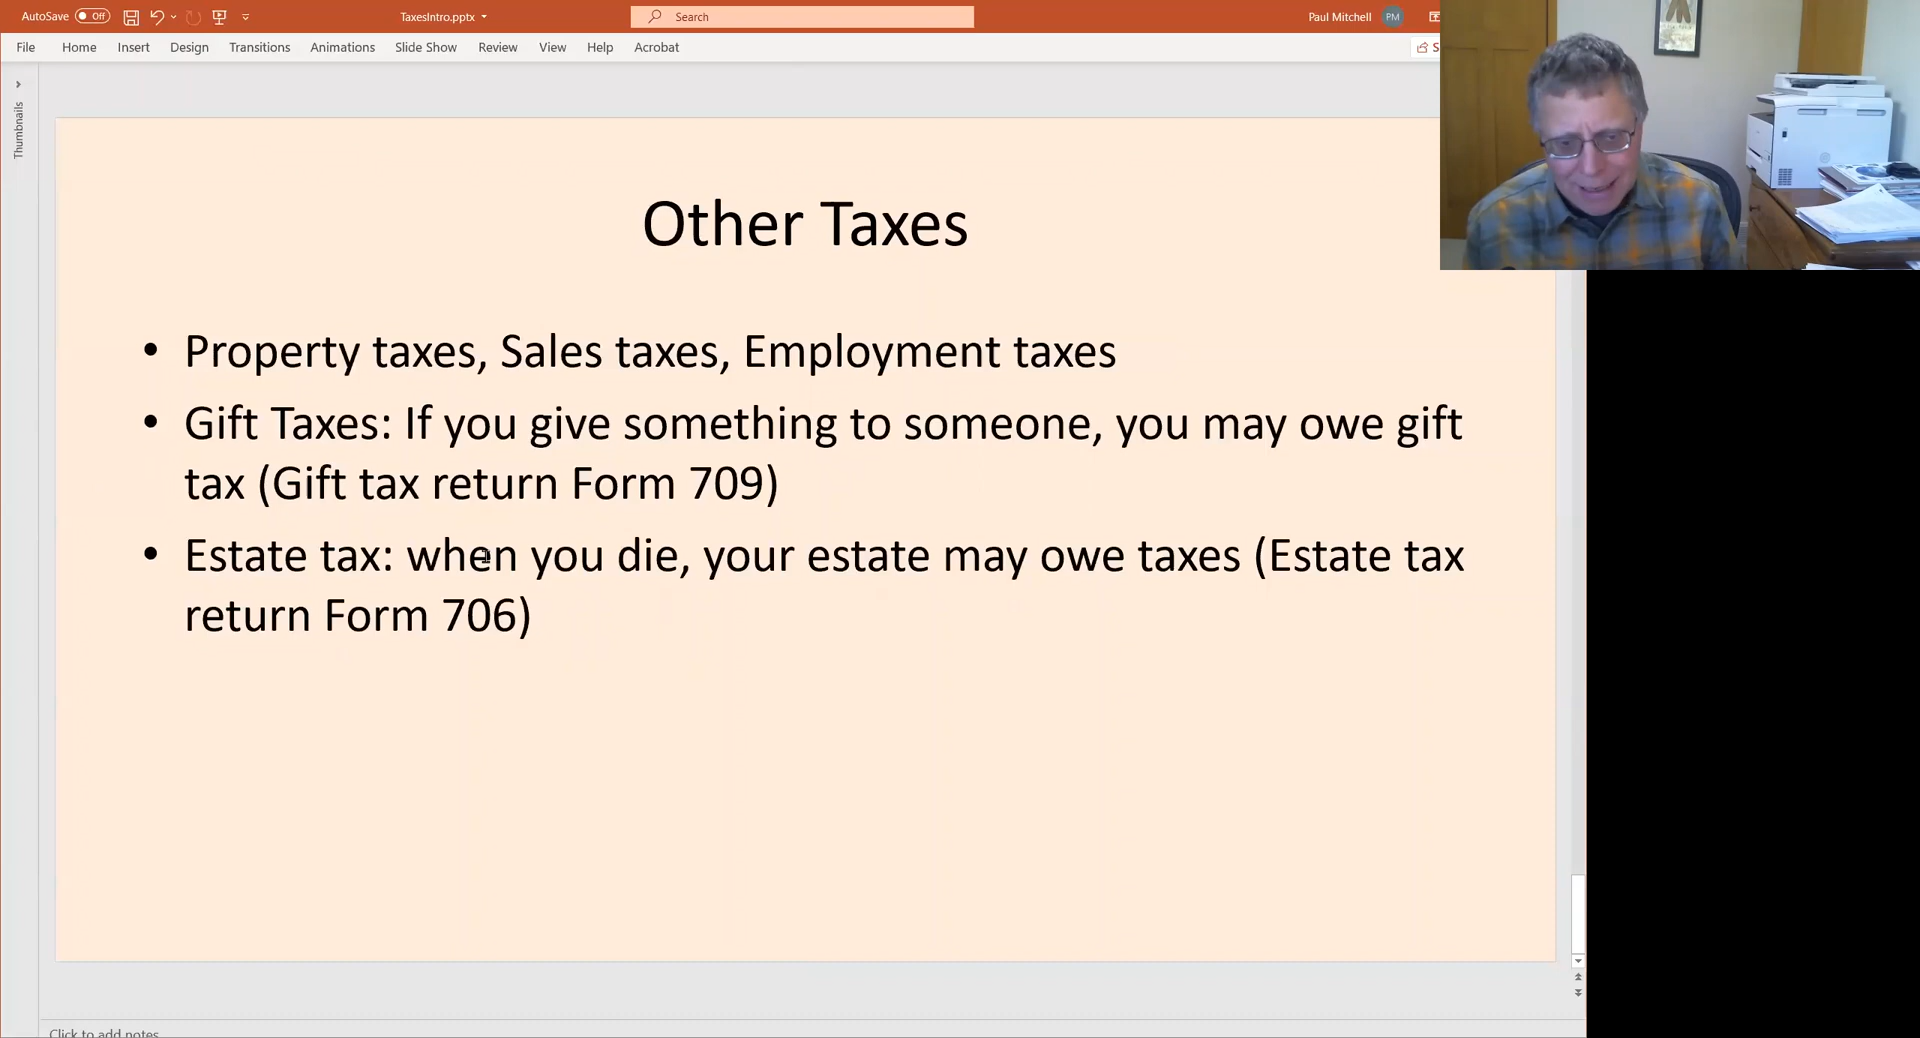 AutoSave Off TaxesIntro.pptx Search Paul Mitchell PM
File Home Insert Design Transitions Animations Slide Show Review View Help Acrobat S
Thumbnails
Other Taxes
• Property taxes, Sales taxes, Employment taxes
• Gift Taxes: If you give something to someone, you may owe gift
tax (Gift tax return Form 709)
• Estate tax: when you die, your estate may owe taxes (Estate tax
return Form 706)
Click to add notes